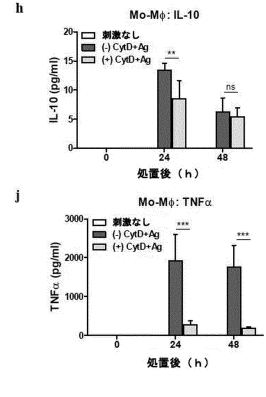 h
Mo-Mϕ: IL-10
刺激なし
(-) CytD+Ag
(+) CytD+Ag
IL-10 (pg/ml)
20
15
10
5
0
**
ns
0 24 48
処置後（h）
j
Mo-Mϕ: TNFα
刺激なし
(-) CytD+Ag
(+) CytD+Ag
TNFα (pg/ml)
3000
2000
1000
0
***
***
0 24 48
処置後（h）